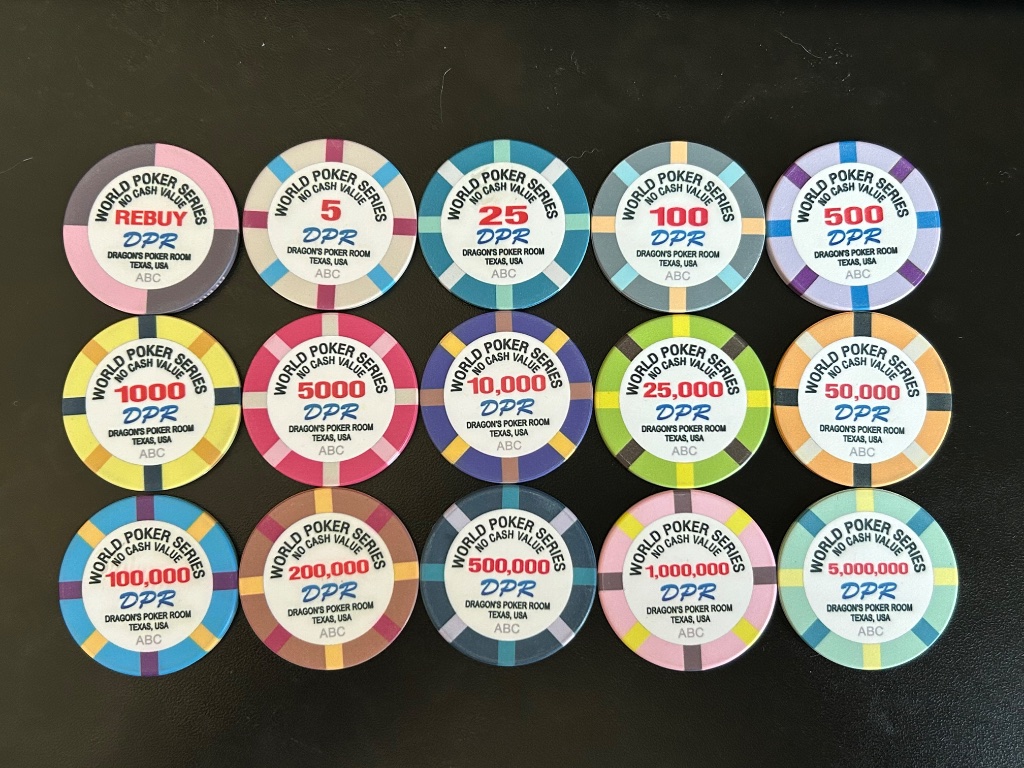 WORLD POKER SERIES
NO CASH VALUE
REBUY
DPR
DRAGON'S POKER ROOM
TEXAS, USA
ABC
WORLD POKER SERIES
NO CASH VALUE
5
DPR
DRAGON'S POKER ROOM
TEXAS, USA
ABC
WORLD POKER SERIES
NO CASH VALUE
25
DPR
DRAGON'S POKER ROOM
TEXAS, USA
ABC
WORLD POKER SERIES
NO CASH VALUE
100
DPR
DRAGON'S POKER ROOM
TEXAS, USA
ABC
WORLD POKER SERIES
NO CASH VALUE
500
DPR
DRAGON'S POKER ROOM
TEXAS, USA
ABC
WORLD POKER SERIES
NO CASH VALUE
1000
DPR
DRAGON'S POKER ROOM
TEXAS, USA
ABC
WORLD POKER SERIES
NO CASH VALUE
5000
DPR
DRAGON'S POKER ROOM
TEXAS, USA
ABC
WORLD POKER SERIES
NO CASH VALUE
10,000
DPR
DRAGON'S POKER ROOM
TEXAS, USA
ABC
WORLD POKER SERIES
NO CASH VALUE
25,000
DPR
DRAGON'S POKER ROOM
TEXAS, USA
ABC
WORLD POKER SERIES
NO CASH VALUE
50,000
DPR
DRAGON'S POKER ROOM
TEXAS, USA
ABC
WORLD POKER SERIES
NO CASH VALUE
100,000
DPR
DRAGON'S POKER ROOM
TEXAS, USA
ABC
WORLD POKER SERIES
NO CASH VALUE
200,000
DPR
DRAGON'S POKER ROOM
TEXAS, USA
ABC
WORLD POKER SERIES
NO CASH VALUE
500,000
DPR
DRAGON'S POKER ROOM
TEXAS, USA
ABC
WORLD POKER SERIES
NO CASH VALUE
1,000,000
DPR
DRAGON'S POKER ROOM
TEXAS, USA
ABC
WORLD POKER SERIES
NO CASH VALUE
5,000,000
DPR
DRAGON'S POKER ROOM
TEXAS, USA
ABC